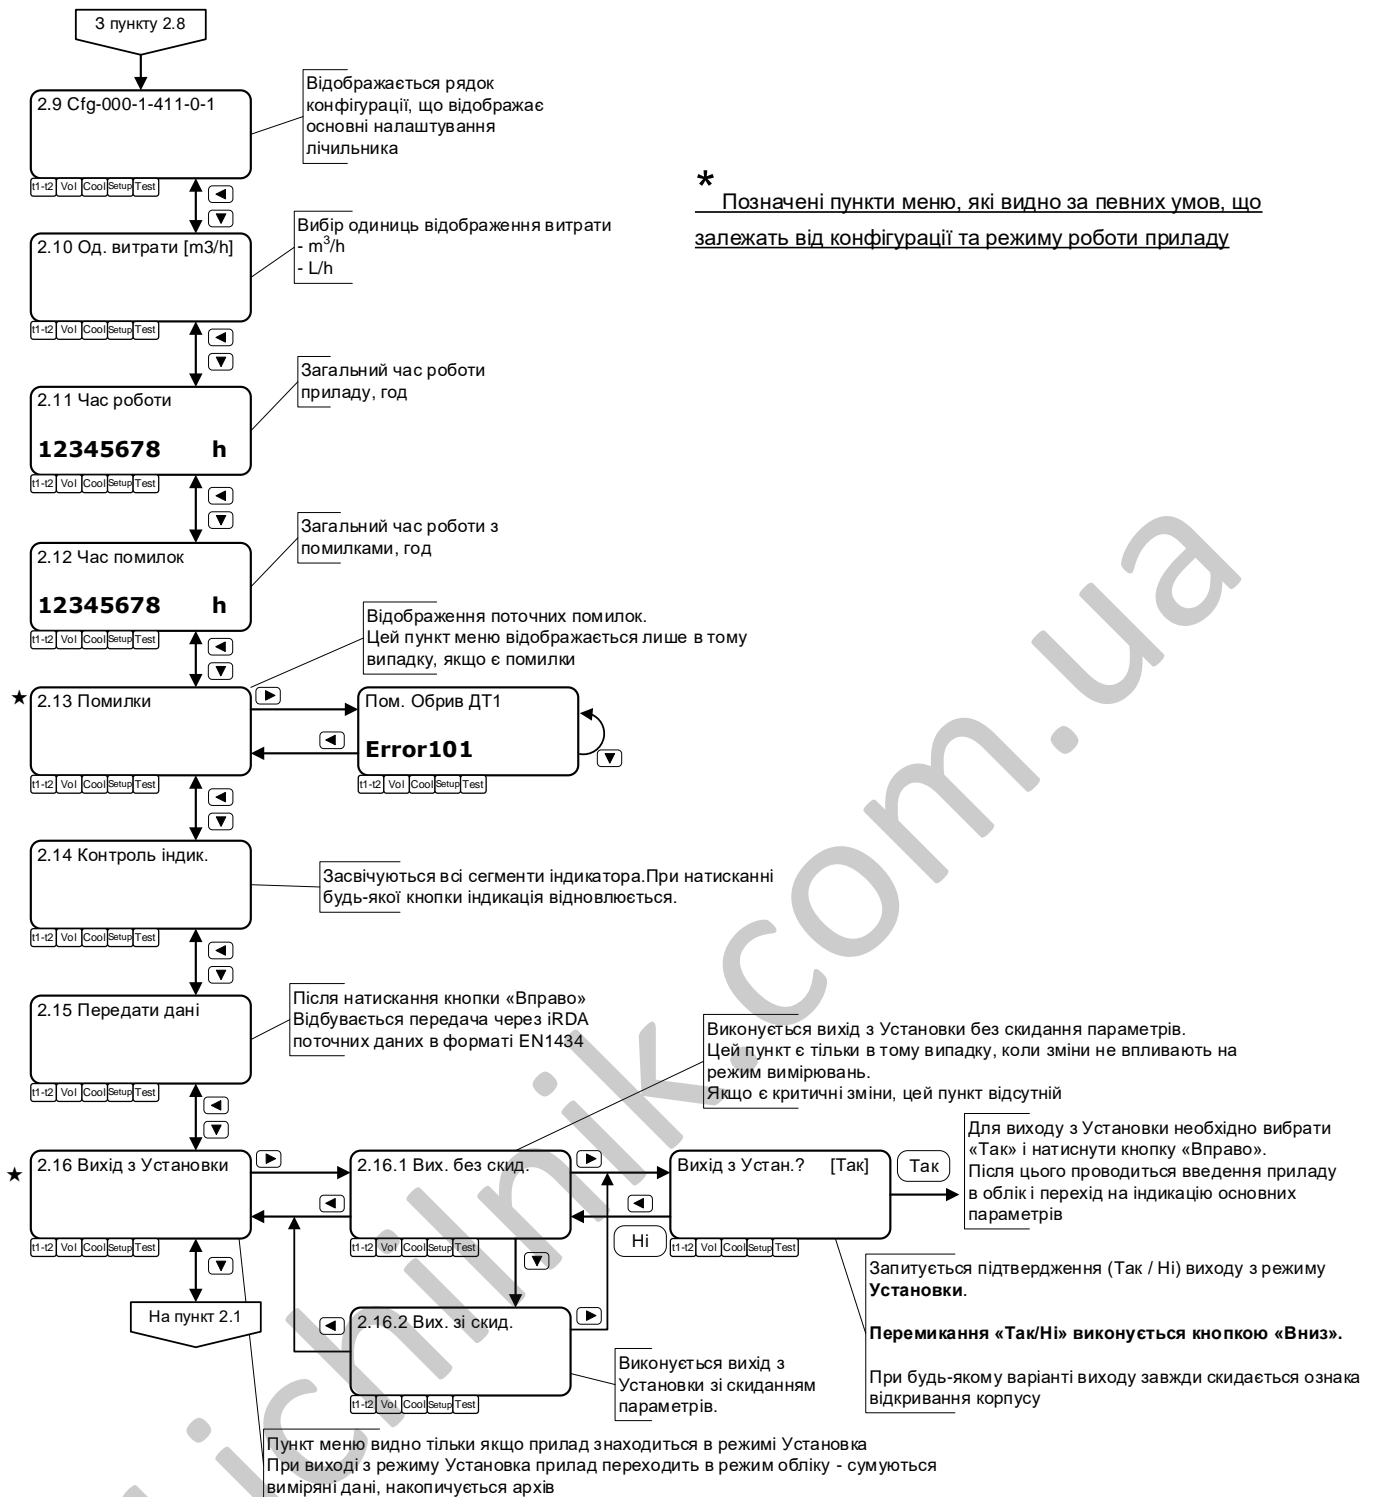 З пункту 2.8
2.9 Cfg-000-1-411-0-1
t1-t2 Vol Cool Setup Test
Відображається рядок
конфігурації, що відображає
основні налаштування
лічильника
*
Позначені пункти меню, які видно за певних умов, що
залежать від конфігурації та режиму роботи приладу
2.10 Од. витрати [m3/h]
t1-t2 Vol Cool Setup Test
Вибір одиниць відображення витрати
- m³/h
- L/h
2.11 Час роботи
12345678 h
t1-t2 Vol Cool Setup Test
Загальний час роботи
приладу, год
2.12 Час помилок
12345678 h
t1-t2 Vol Cool Setup Test
Загальний час роботи з
помилками, год
Відображення поточних помилок.
Цей пункт меню відображається лише в тому
випадку, якщо є помилки
★ 2.13 Помилки
t1-t2 Vol Cool Setup Test
Пом. Обрив ДТ1
Error101
t1-t2 Vol Cool Setup Test
2.14 Контроль індик.
t1-t2 Vol Cool Setup Test
Засвічуються всі сегменти індикатора.При натисканні
будь-якої кнопки індикація відновлюється.
2.15 Передати дані
t1-t2 Vol Cool Setup Test
Після натискання кнопки «Вправо»
Відбувається передача через iRDA
поточних даних в форматі EN1434
Виконується вихід з Установки без скидання параметрів.
Цей пункт є тільки в тому випадку, коли зміни не впливають на
режим вимірювань.
Якщо є критичні зміни, цей пункт відсутній
★ 2.16 Вихід з Установки
t1-t2 Vol Cool Setup Test
2.16.1 Вих. без скид.
t1-t2 Vol Cool Setup Test
Вихід з Устан.? [Так]
t1-t2 Vol Cool Setup Test
Так
Ні
Для виходу з Установки необхідно вибрати
«Так» і натиснути кнопку «Вправо».
Після цього проводиться введення приладу
в облік і перехід на індикацію основних
параметрів
На пункт 2.1
2.16.2 Вих. зі скид.
t1-t2 Vol Cool Setup Test
Виконується вихід з
Установки зі скиданням
параметрів.
Запитується підтвердження (Так / Ні) виходу з режиму
Установки.
Перемикання «Так/Ні» виконується кнопкою «Вниз».
При будь-якому варіанті виходу завжди скидається ознака
відкривання корпусу
Пункт меню видно тільки якщо прилад знаходиться в режимі Установка
При виході з режиму Установка прилад переходить в режим обліку - сумуються
виміряні дані, накопичується архів
lichilnik.com.ua